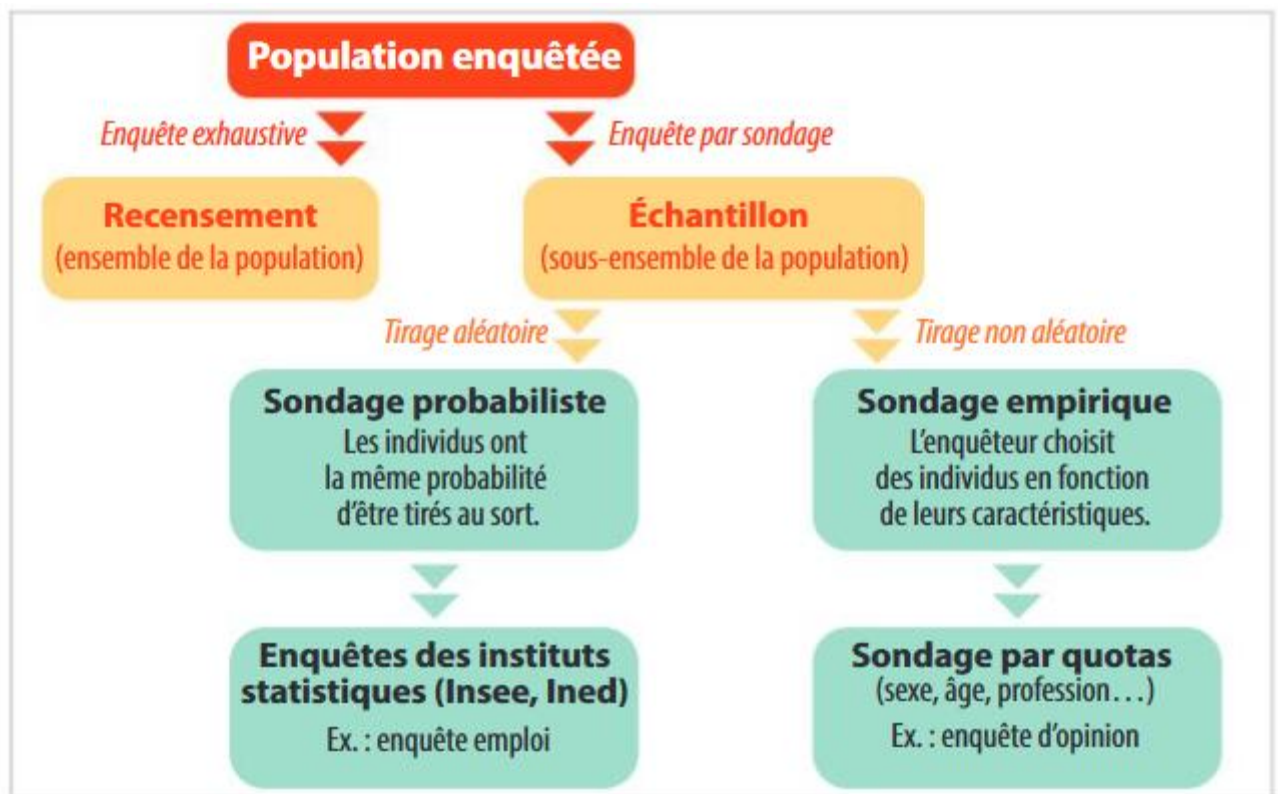 Population enquêtée
Enquête exhaustive
Enquête par sondage
Recensement
(ensemble de la population)
Échantillon
(sous-ensemble de la population)
Tirage aléatoire
Tirage non aléatoire
Sondage probabiliste
Les individus ont
la même probabilité
d'être tirés au sort.
Sondage empirique
L'enquêteur choisit
des individus en fonction
de leurs caractéristiques.
Enquêtes des instituts
statistiques (Insee, Ined)
Ex. : enquête emploi
Sondage par quotas
(sexe, âge, profession…)
Ex. : enquête d'opinion